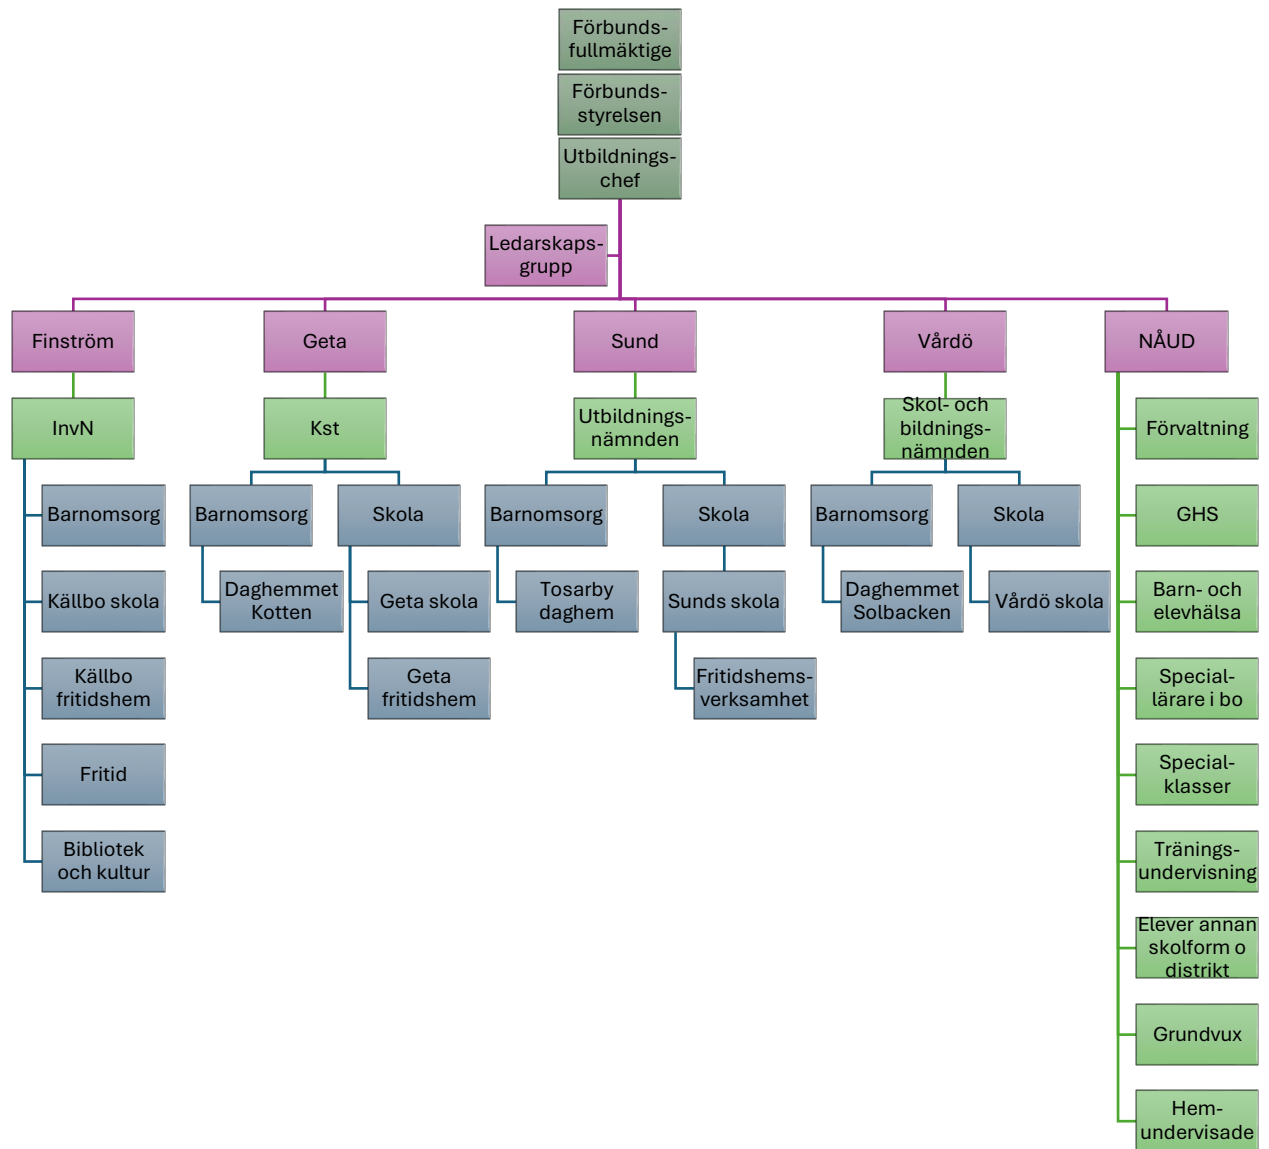 Förbunds-
fullmäktige
Förbunds-
styrelsen
Utbildnings-
chef
Ledarskaps-
grupp
Finström
Geta
Sund
Vårdö
NÅUD
InvN
Kst
Utbildnings-
nämnden
Skol- och
bildnings-
nämnden
Förvaltning
Barnomsorg
Barnomsorg
Skola
Barnomsorg
Skola
Barnomsorg
Skola
GHS
Källbo skola
Daghemmet
Kotten
Geta skola
Tosarby
daghem
Sunds skola
Daghemmet
Solbacken
Vårdö skola
Barn- och
elevhälsa
Källbo
fritidshem
Geta
fritidshem
Fritidshems-
verksamhet
Special-
lärare i bo
Fritid
Special-
klasser
Bibliotek
och kultur
Tränings-
undervisning
Elever annan
skolform o
distrikt
Grundvux
Hem-
undervisade